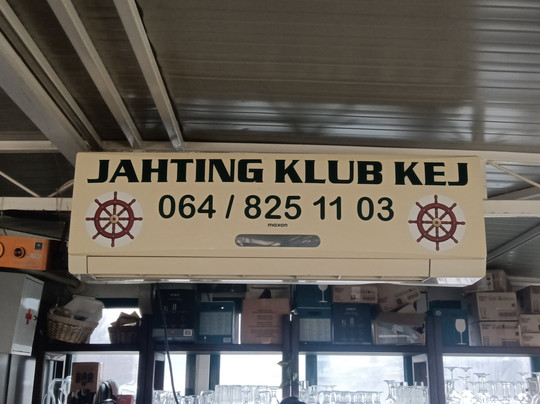 JAHTING KLUB KEJ
064 / 825 11 03
maxon